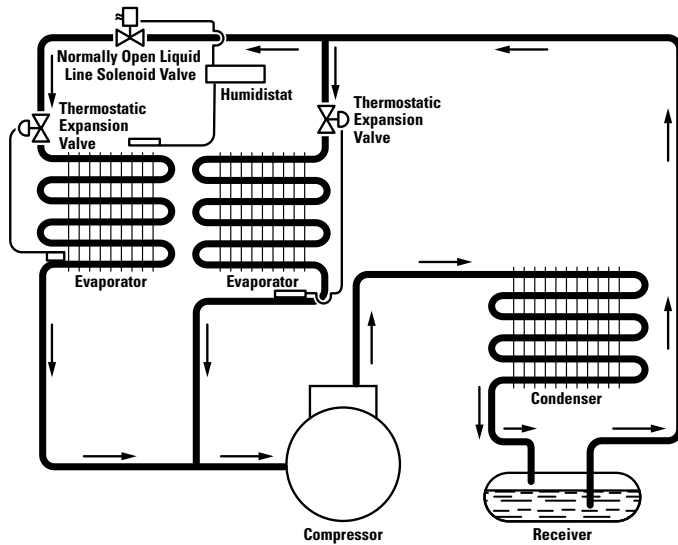 Normally Open Liquid
Line Solenoid Valve
Humidistat
Thermostatic
Expansion
Valve
Thermostatic
Expansion
Valve
Evaporator
Evaporator
Condenser
Compressor
Receiver